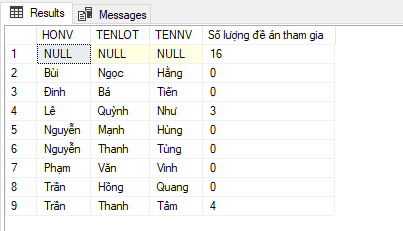 Results Messages
HONV TENLOT TENNV Số lượng đề án tham gia
1 NULL NULL NULL 16
2 Bùi Ngọc Hằng 0
3 Đinh Bá Tiến 0
4 Lê Quỳnh Như 3
5 Nguyễn Mạnh Hùng 0
6 Nguyễn Thanh Tùng 0
7 Phạm Văn Vinh 0
8 Trần Hồng Quang 0
9 Trần Thanh Tâm 4